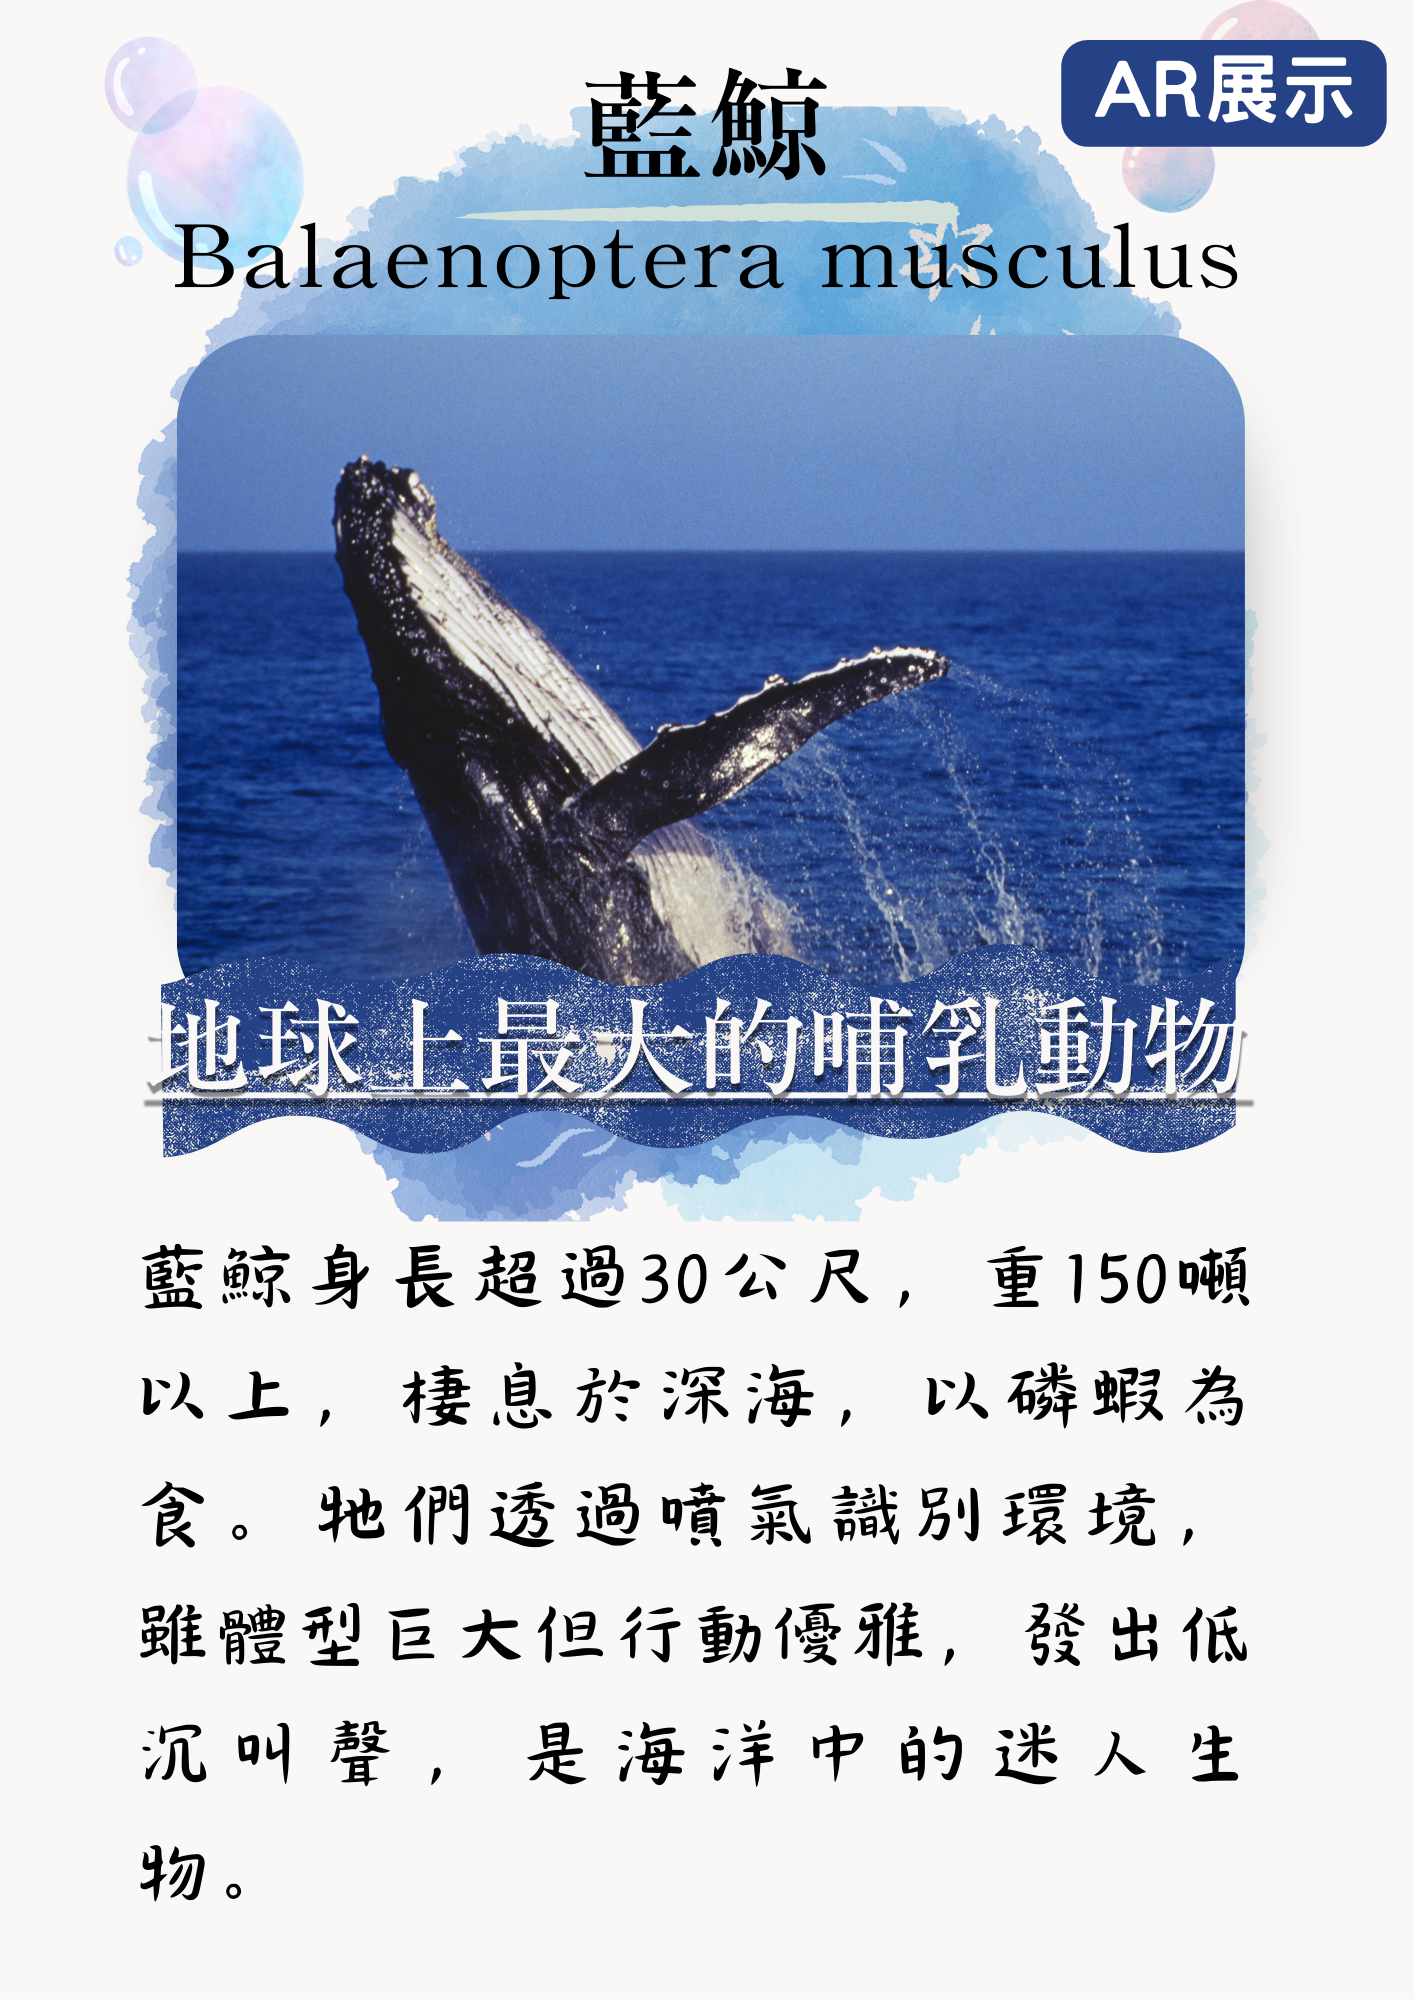 AR展示
藍鯨
Balaenoptera musculus
地球上最大的哺乳動物
藍鯨身長超過30公尺，重150噸
以上，棲息於深海，以磷蝦為
食。牠們透過噴氣識別環境，
雖體型巨大但行動優雅，發出低
沉叫聲，是海洋中的迷人生
物。